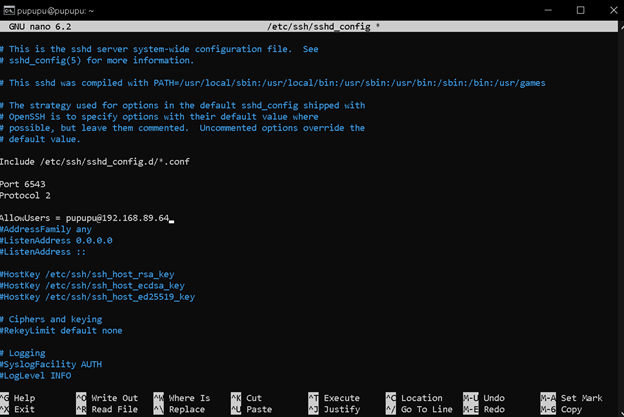 pupupu@pupupu: ~
GNU nano 6.2 /etc/ssh/sshd_config *
# This is the sshd server system-wide configuration file.  See
# sshd_config(5) for more information.
# This sshd was compiled with PATH=/usr/local/sbin:/usr/local/bin:/usr/sbin:/usr/bin:/sbin:/bin:/usr/games
# The strategy used for options in the default sshd_config shipped with
# OpenSSH is to specify options with their default value where
# possible, but leave them commented.  Uncommented options override the
# default value.
Include /etc/ssh/sshd_config.d/*.conf
Port 6543
Protocol 2
AllowUsers = pupupu@192.168.89.64
#AddressFamily any
#ListenAddress 0.0.0.0
#ListenAddress ::
#HostKey /etc/ssh/ssh_host_rsa_key
#HostKey /etc/ssh/ssh_host_ecdsa_key
#HostKey /etc/ssh/ssh_host_ed25519_key
# Ciphers and keying
#RekeyLimit default none
# Logging
#SyslogFacility AUTH
#LogLevel INFO
^G Help ^O Write Out ^W Where Is ^K Cut ^T Execute ^C Location M-U Undo M-A Set Mark
^X Exit ^R Read File ^\ Replace ^U Paste ^J Justify ^/ Go To Line M-E Redo M-6 Copy